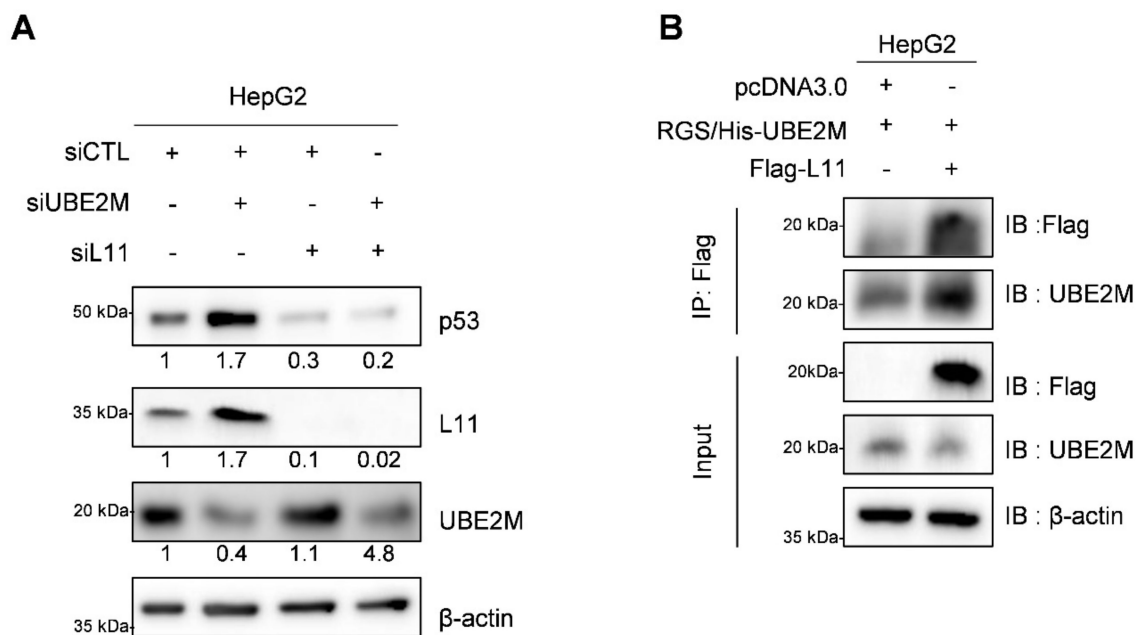 A
HepG2
siCTL + + + -
siUBE2M - + - +
siL11 - - + +
50 kDa p53
1 1.7 0.3 0.2
35 kDa L11
1 1.7 0.1 0.02
20 kDa UBE2M
1 0.4 1.1 4.8
35 kDa β-actin
B
HepG2
pcDNA3.0 + -
RGS/His-UBE2M + +
Flag-L11 - +
IP: Flag
20 kDa IB :Flag
20 kDa IB : UBE2M
Input
20kDa IB : Flag
20 kDa IB : UBE2M
35 kDa IB : β-actin